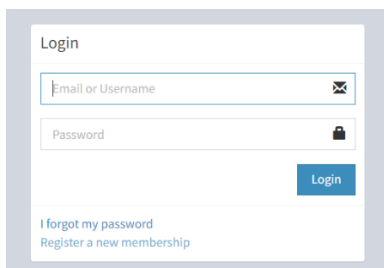 Login
Email or Username
Password
Login
I forgot my password
Register a new membership